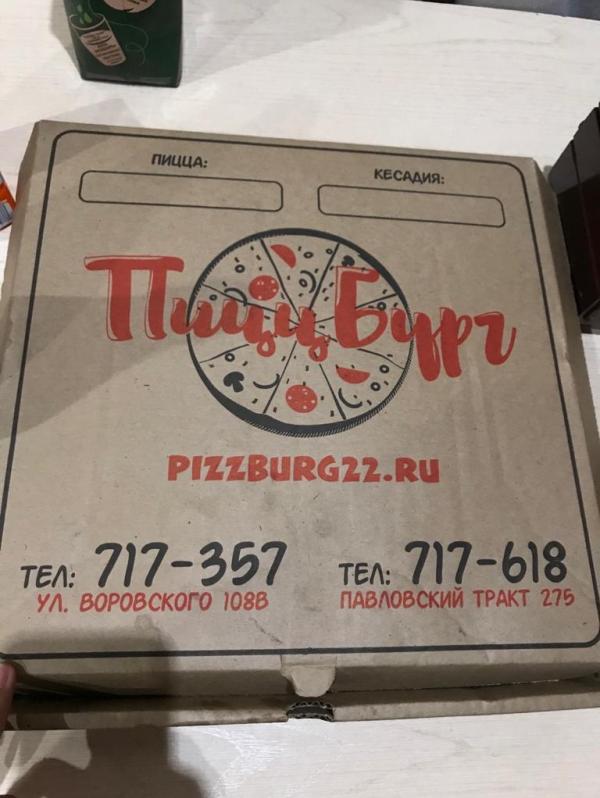 ПИЦЦА:
КЕСАДИЯ:
ПиццБург
PIZZBURG22.RU
ТЕЛ: 717-357
УЛ. ВОРОВСКОГО 108В
ТЕЛ: 717-618
ПАВЛОВСКИЙ ТРАКТ 275